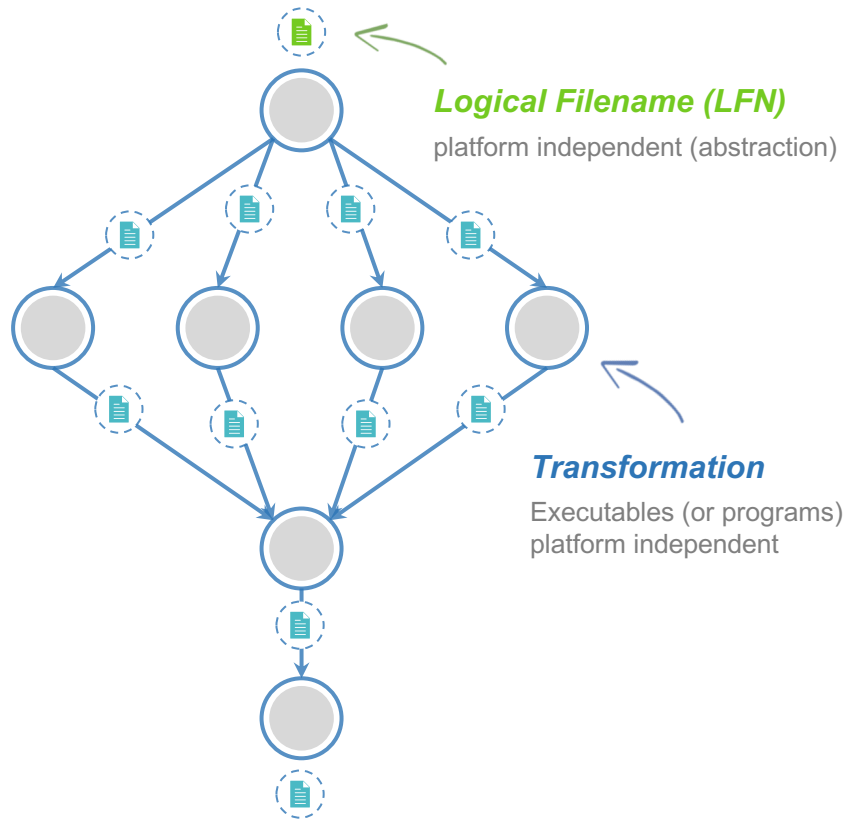 Logical Filename (LFN)
platform independent (abstraction)
Transformation
Executables (or programs)
platform independent